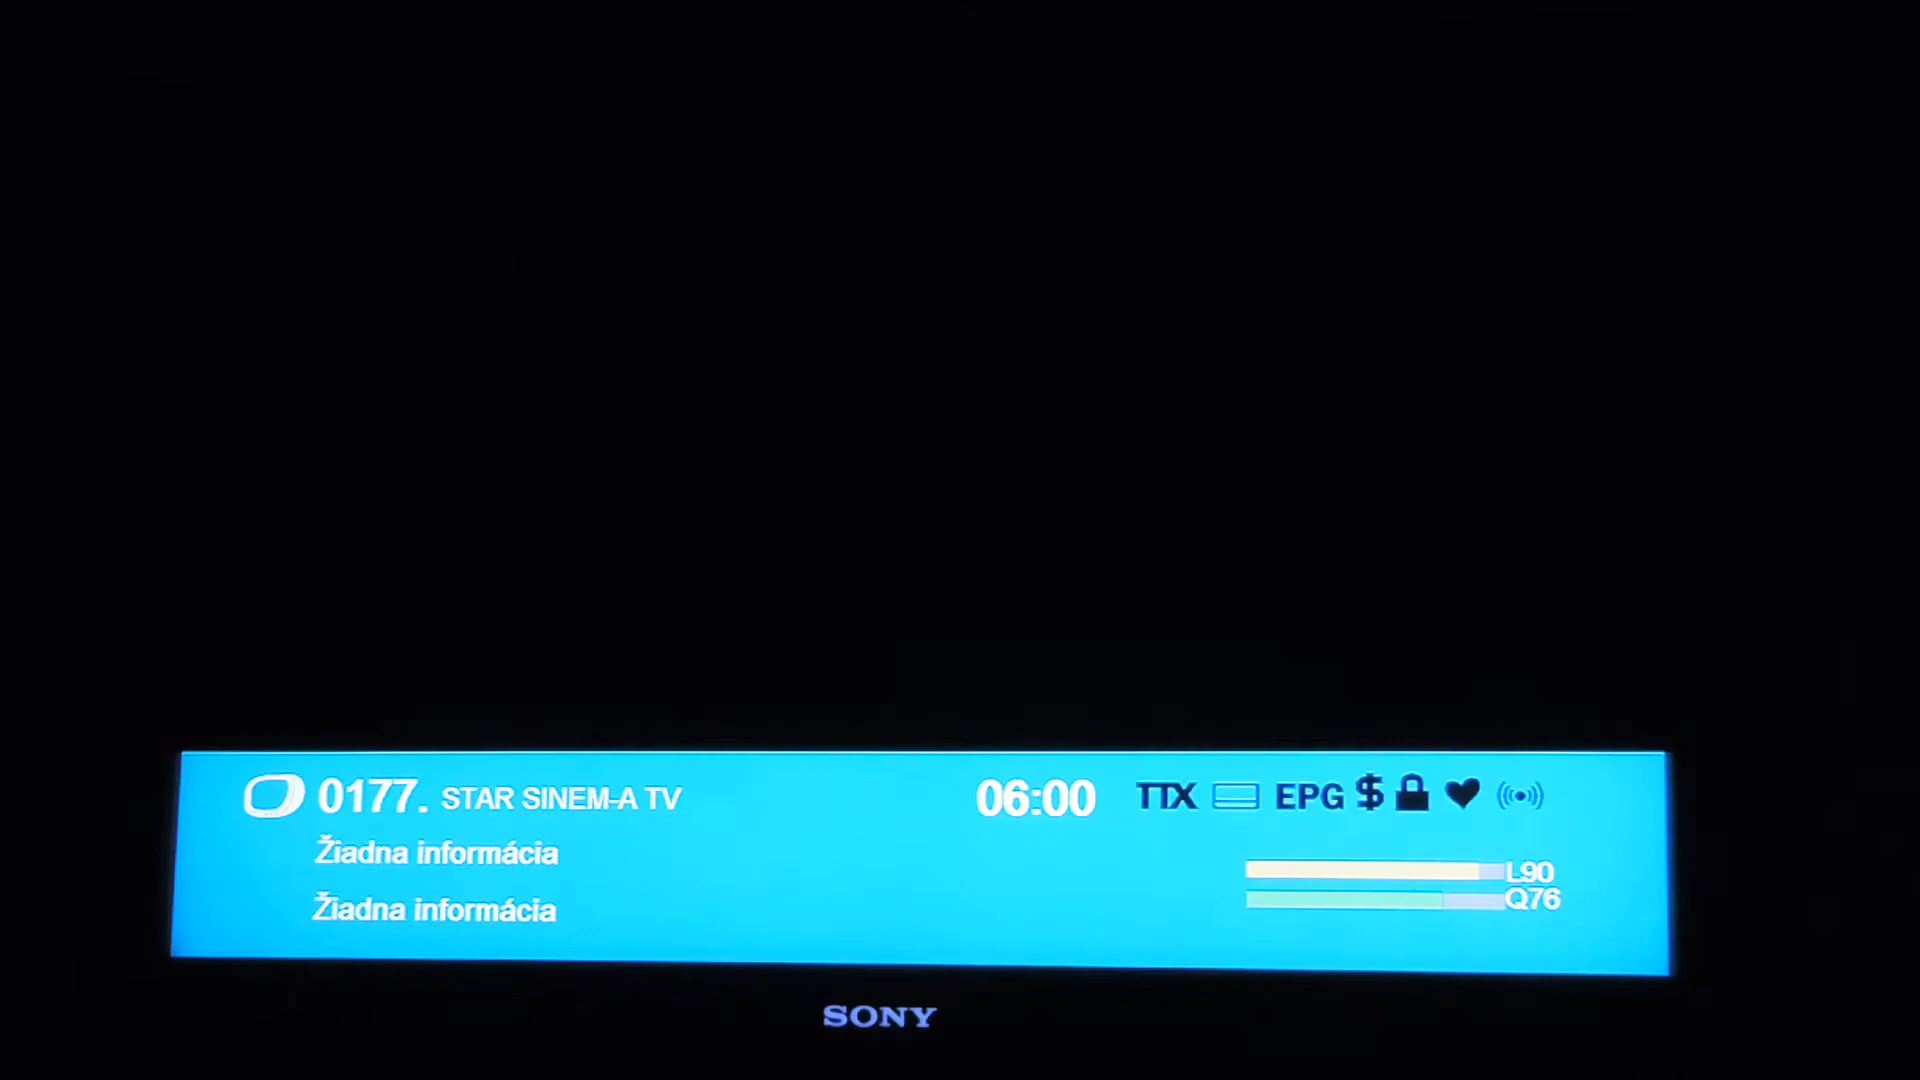 0177. STAR SINEM-A TV 06:00 TTX EPG $
Žiadna informácia
L90
Q76
Žiadna informácia
SONY